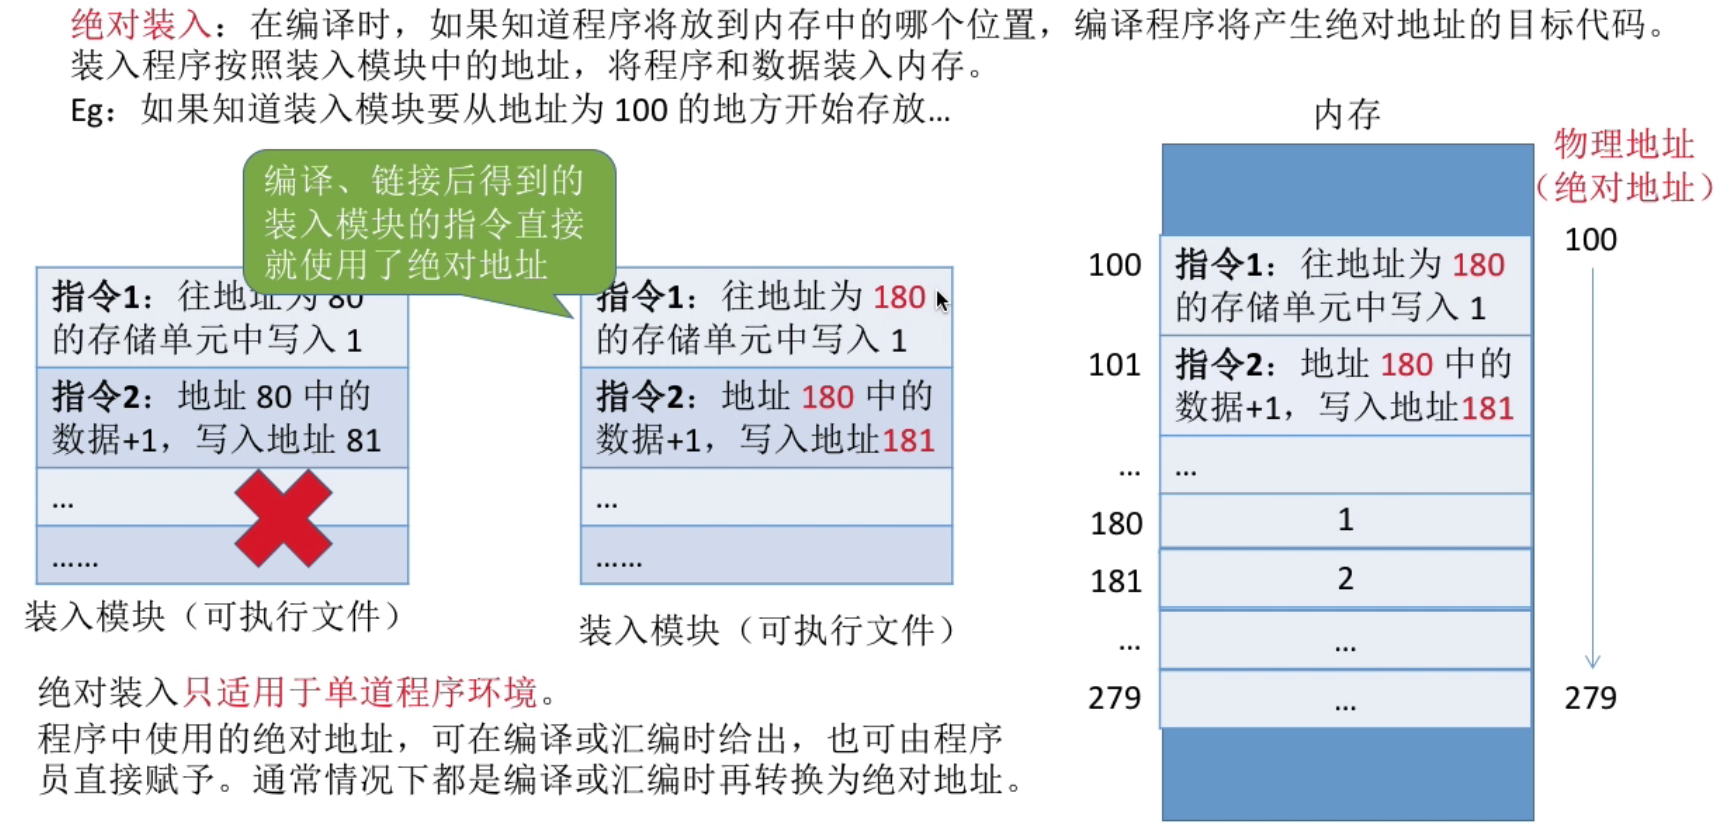 绝对装入：在编译时，如果知道程序将放到内存中的哪个位置，编译程序将产生绝对地址的目标代码。
装入程序按照装入模块中的地址，将程序和数据装入内存。
Eg：如果知道装入模块要从地址为 100 的地方开始存放…
编译、链接后得到的
装入模块的指令直接
就使用了绝对地址
指令1：往地址为 80
的存储单元中写入 1
指令2：地址 80 中的
数据+1，写入地址 81
…
……
装入模块（可执行文件）
指令1：往地址为 180
的存储单元中写入 1
指令2：地址 180 中的
数据+1，写入地址181
…
……
装入模块（可执行文件）
内存
物理地址
（绝对地址）
100
指令1：往地址为 180
的存储单元中写入 1
101
指令2：地址 180 中的
数据+1，写入地址181
…
…
180
1
181
2
…
…
279
…
100
279
绝对装入只适用于单道程序环境。
程序中使用的绝对地址，可在编译或汇编时给出，也可由程序
员直接赋予。通常情况下都是编译或汇编时再转换为绝对地址。